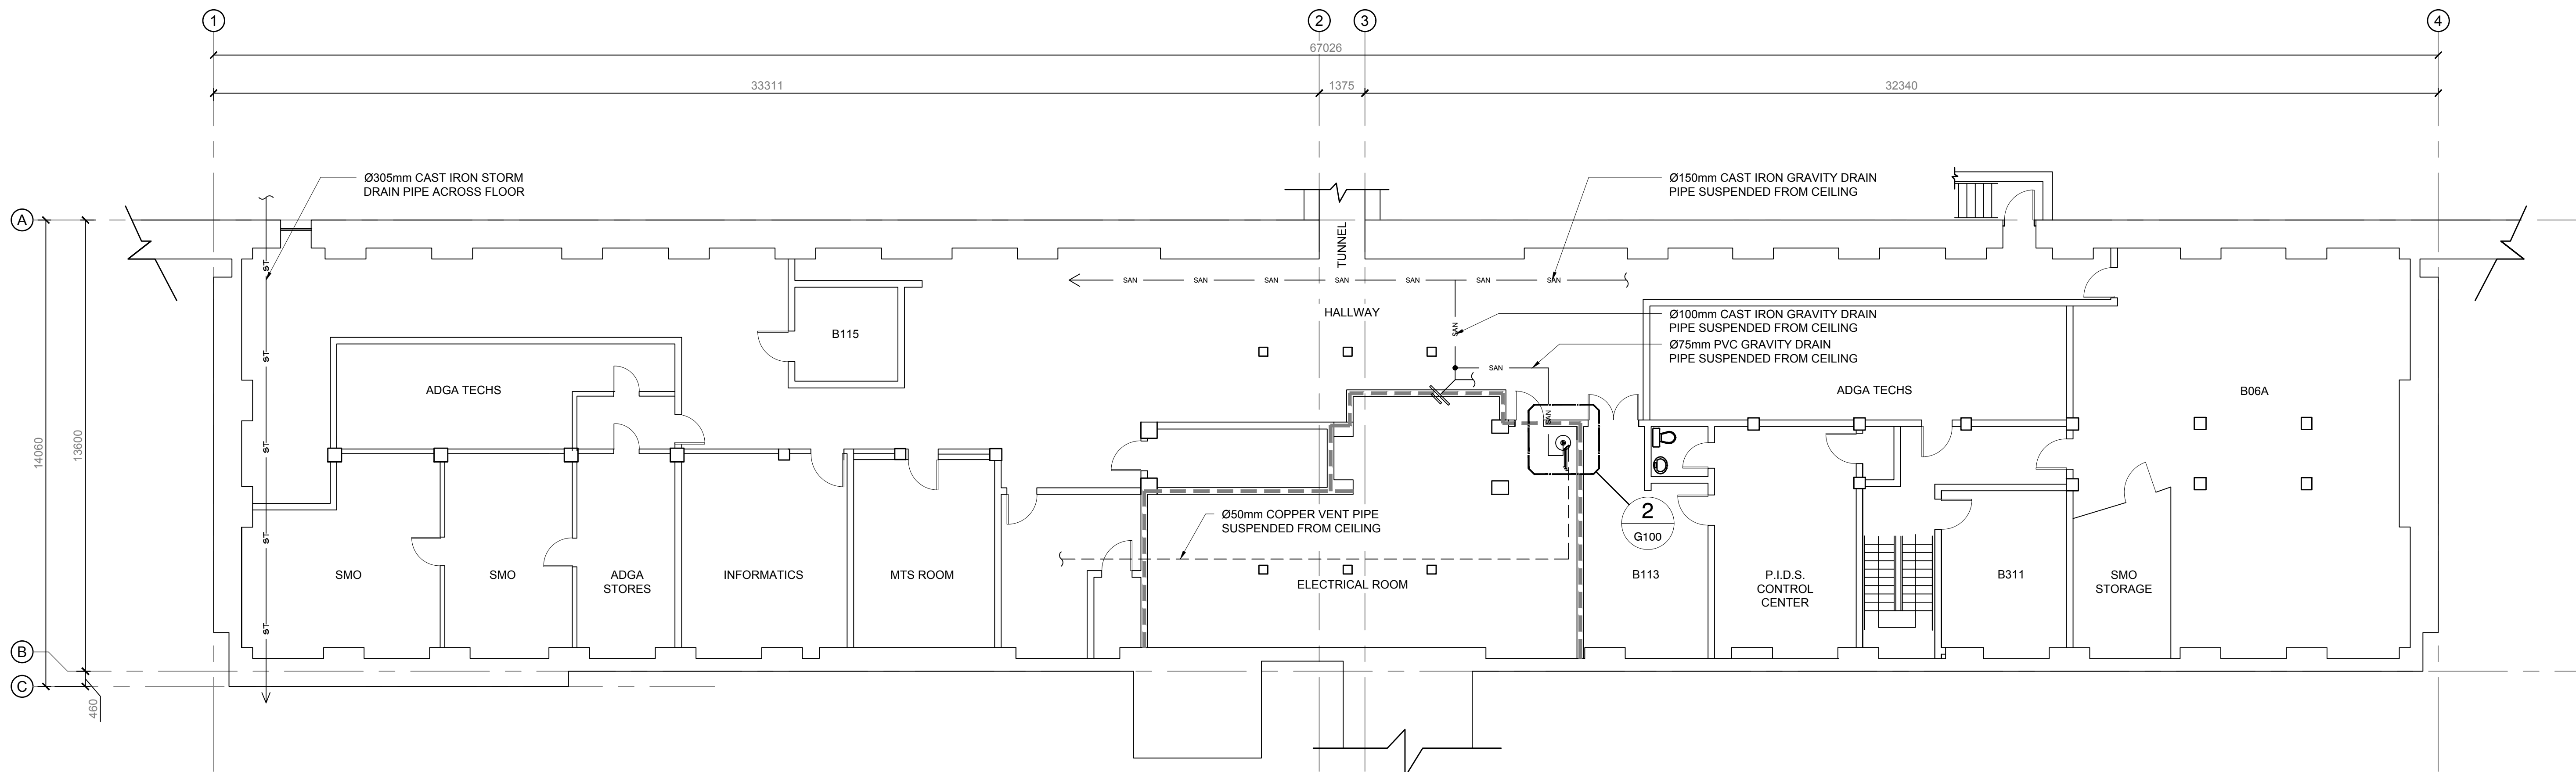 1
2
3
4
67026
33311
1375
32340
Ø305mm CAST IRON STORM
DRAIN PIPE ACROSS FLOOR
Ø150mm CAST IRON GRAVITY DRAIN
PIPE SUSPENDED FROM CEILING
A
TUNNEL
ST
SAN
SAN
SAN
SAN
SAN
SAN
SAN
HALLWAY
Ø100mm CAST IRON GRAVITY DRAIN
PIPE SUSPENDED FROM CEILING
SAN
B115
Ø75mm PVC GRAVITY DRAIN
PIPE SUSPENDED FROM CEILING
ST
SAN
ADGA TECHS
ADGA TECHS
B06A
SAN
14060
13600
ST
Ø50mm COPPER VENT PIPE
SUSPENDED FROM CEILING
2
G100
ST
SMO
SMO
ADGA
STORES
INFORMATICS
MTS ROOM
ELECTRICAL ROOM
B113
P.I.D.S.
CONTROL
CENTER
B311
SMO
STORAGE
ST
B
C
460